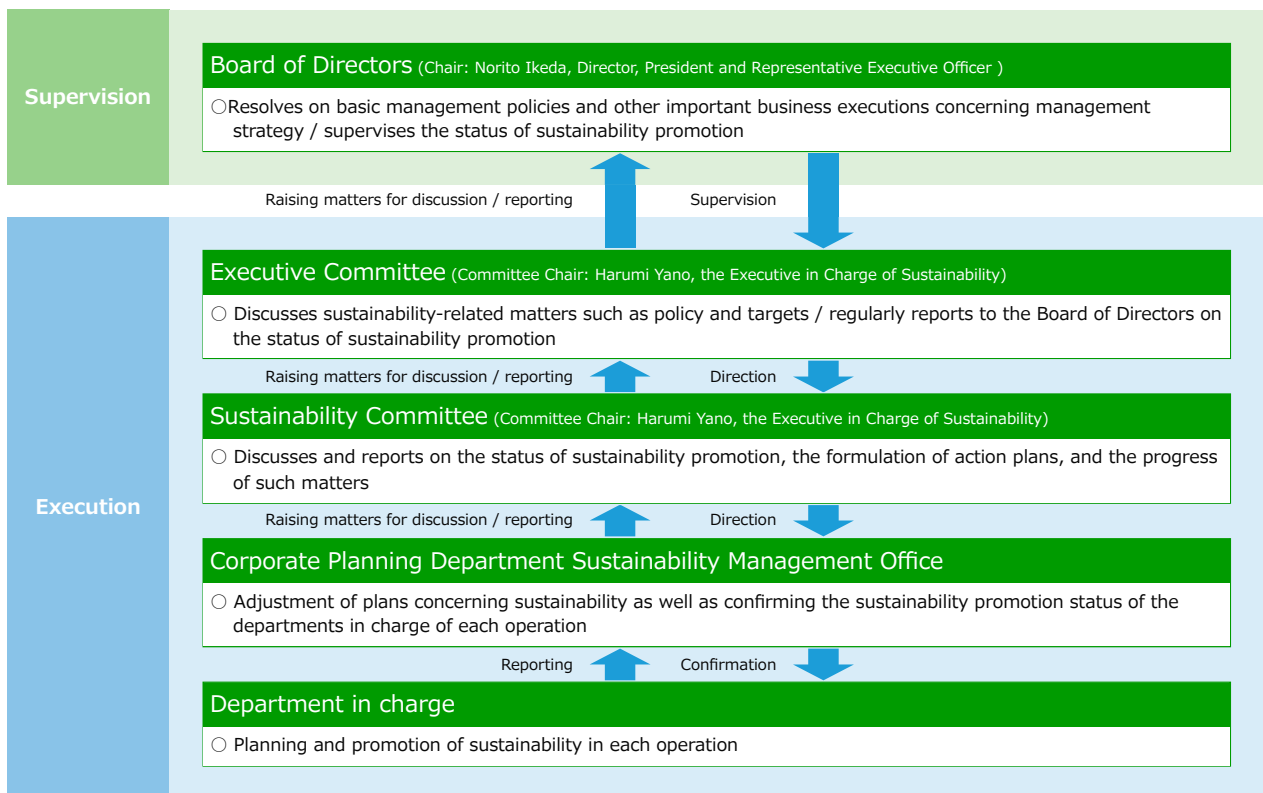 Supervision
Board of Directors (Chair: Norito Ikeda, Director, President and Representative Executive Officer )
○Resolves on basic management policies and other important business executions concerning management
strategy / supervises the status of sustainability promotion
Raising matters for discussion / reporting
Supervision
Execution
Executive Committee (Committee Chair: Harumi Yano, the Executive in Charge of Sustainability)
○ Discusses sustainability-related matters such as policy and targets / regularly reports to the Board of Directors on
the status of sustainability promotion
Raising matters for discussion / reporting
Direction
Sustainability Committee (Committee Chair: Harumi Yano, the Executive in Charge of Sustainability)
○ Discusses and reports on the status of sustainability promotion, the formulation of action plans, and the progress
of such matters
Raising matters for discussion / reporting
Direction
Corporate Planning Department Sustainability Management Office
○ Adjustment of plans concerning sustainability as well as confirming the sustainability promotion status of the
departments in charge of each operation
Reporting
Confirmation
Department in charge
○ Planning and promotion of sustainability in each operation